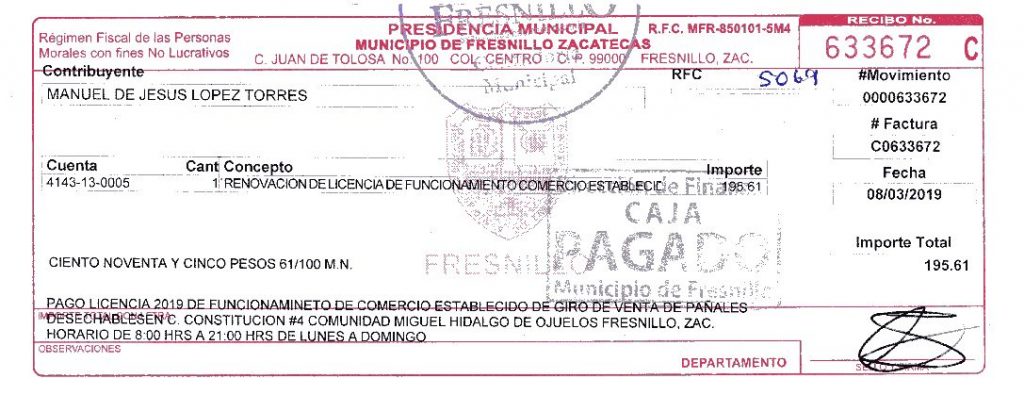 FRESNILLO
Régimen Fiscal de las Personas
Morales con fines No Lucrativos
PRESIDENCIA MUNICIPAL
R.F.C. MFR-850101-5M4
MUNICIPIO DE FRESNILLO ZACATECAS
C. JUAN DE TOLOSA No. 100 COL. CENTRO C.P. 99000 FRESNILLO, ZAC.
RECIBO No.
633672 C
Municipal
Contribuyente
RFC
5069
#Movimiento
MANUEL DE JESUS LOPEZ TORRES
0000633672
# Factura
C0633672
Cuenta Cant Concepto Importe
Fecha
4143-13-0005 1 RENOVACION DE LICENCIA DE FUNCIONAMIENTO COMERCIO ESTABLECID 195.61
08/03/2019
Dirección de Finan
CAJA
PAGADO
Municipio de Fresnillo
Importe Total
195.61
CIENTO NOVENTA Y CINCO PESOS 61/100 M.N.
FRESNILLO
PAGO LICENCIA 2019 DE FUNCIONAMINETO DE COMERCIO ESTABLECIDO DE GIRO DE VENTA DE PAÑALES
DESECHABLESEN C. CONSTITUCION #4 COMUNIDAD MIGUEL HIDALGO DE OJUELOS FRESNILLO, ZAC.
HORARIO DE 8:00 HRS A 21:00 HRS DE LUNES A DOMINGO
OBSERVACIONES
DEPARTAMENTO